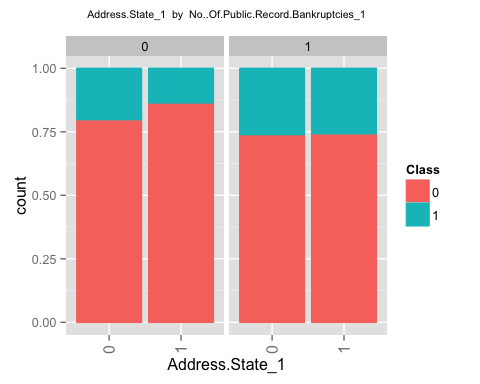 Address.State_1 by No..Of.Public.Record.Bankruptcies_1
0 1
1.00
0.75
0.50
0.25
0.00
count
0 1 0 1
Address.State_1
Class
0
1